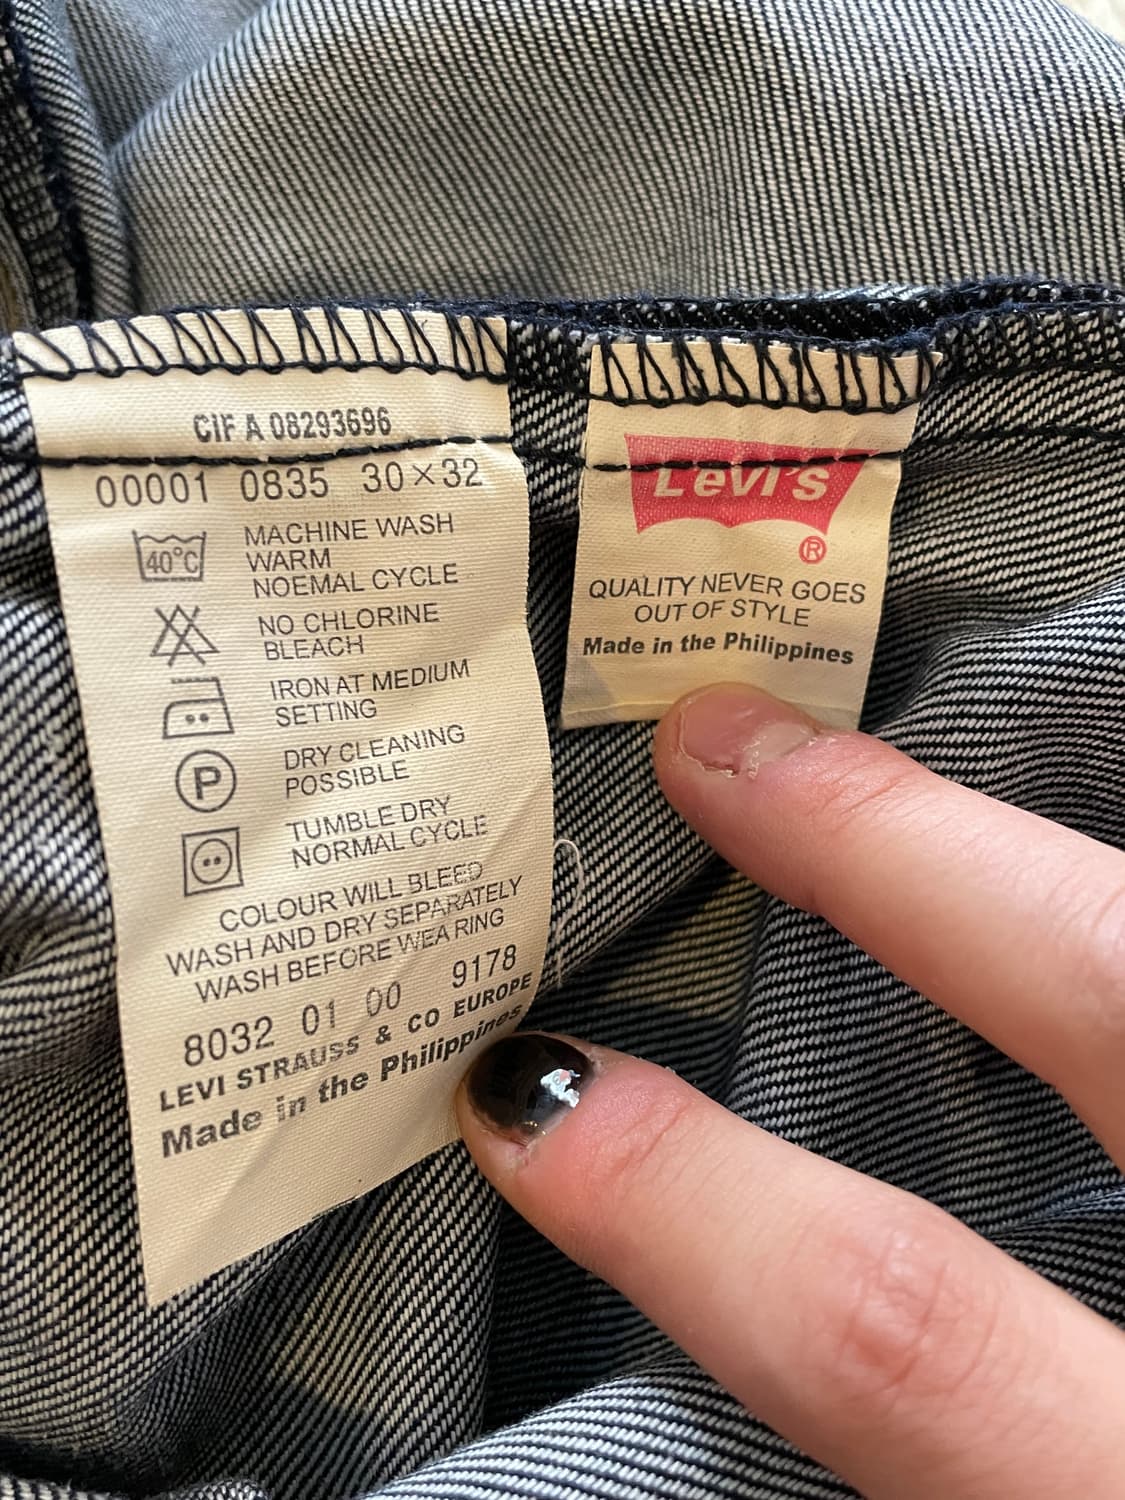 CIF A 08293696
00001 0835 30×32
40°C
MACHINE WASH
WARM
NOEMAL CYCLE
NO CHLORINE
BLEACH
IRON AT MEDIUM
SETTING
P
DRY CLEANING
POSSIBLE
TUMBLE DRY
NORMAL CYCLE
COLOUR WILL BLEED
WASH AND DRY SEPARATELY
WASH BEFORE WEA RING
8032 01 00 9178
LEVI STRAUSS & CO EUROPE
Made in the Philippines
Levi's
®
QUALITY NEVER GOES
OUT OF STYLE
Made in the Philippines